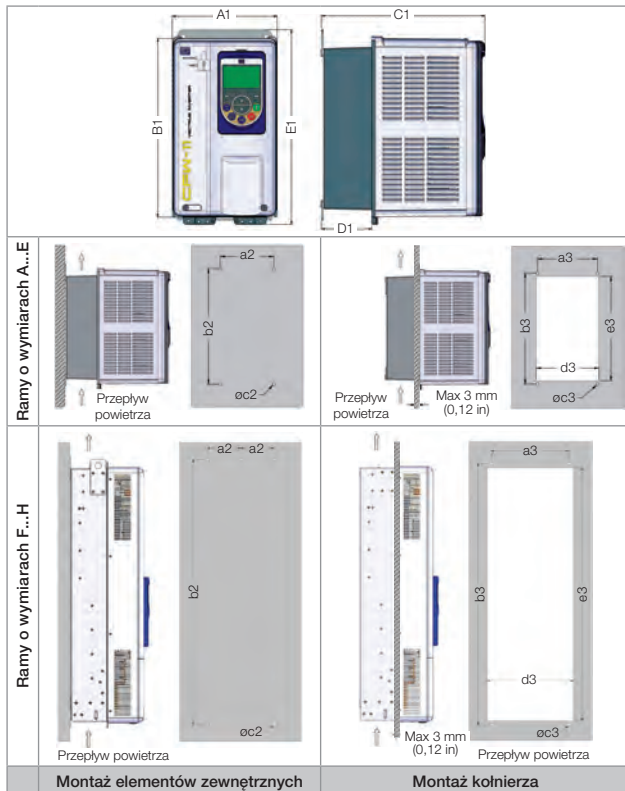 A1
C1
B1
E1
CFW-11
D1
Ramy o wymiarach A...E
a2
b2
øc2
Przepływ
powietrza
a3
b3
e3
d3
øc3
Przepływ
powietrza
Max 3 mm
(0,12 in)
Ramy o wymiarach F...H
a2
a2
b2
øc2
Przepływ powietrza
a3
b3
e3
d3
øc3
Max 3 mm
(0,12 in)
Przepływ powietrza
Montaż elementów zewnętrznych
Montaż kołnierza